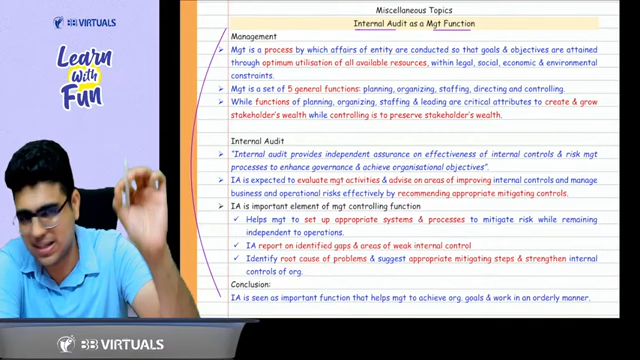 BB VIRTUALS
Learn
With
Fun
Miscellaneous Topics
Internal Audit as a Mgt Function
Management
➢ Mgt is a process by which affairs of entity are conducted so that goals & objectives are attained
through optimum utilisation of all available resources, within legal, social, economic & environmental
constraints.
➢ Mgt is a set of 5 general functions: planning, organizing, staffing, directing and controlling.
➢ While functions of planning, organizing, staffing & leading are critical attributes to create & grow
stakeholder's wealth while controlling is to preserve stakeholder's wealth.
Internal Audit
➢ "Internal audit provides independent assurance on effectiveness of internal controls & risk mgt
processes to enhance governance & achieve organisational objectives".
➢ IA is expected to evaluate mgt activities & advise on areas of improving internal controls and manage
business and operational risks effectively by recommending appropriate mitigating controls.
➢ IA is important element of mgt controlling function
✓ Helps mgt to set up appropriate systems & processes to mitigate risk while remaining
independent to operations.
✓ IA report on identified gaps & areas of weak internal control
✓ Identify root cause of problems & suggest appropriate mitigating steps & strengthen internal
controls of org.
Conclusion:
IA is seen as important function that helps mgt to achieve org. goals & work in an orderly manner.
BB VIRTUALS